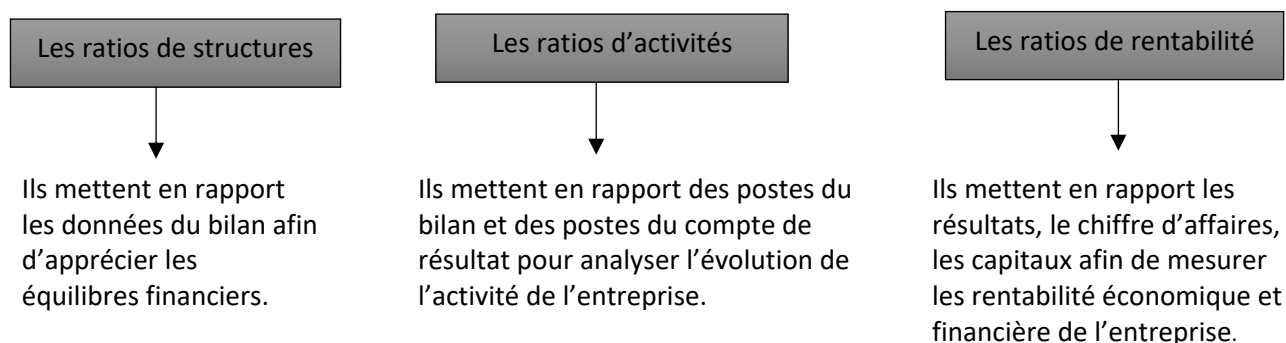 Les ratios de structures
Ils mettent en rapport
les données du bilan afin
d’apprécier les
équilibres financiers.
Les ratios d’activités
Ils mettent en rapport des postes du
bilan et des postes du compte de
résultat pour analyser l’évolution de
l’activité de l’entreprise.
Les ratios de rentabilité
Ils mettent en rapport les
résultats, le chiffre d’affaires,
les capitaux afin de mesurer
les rentabilité économique et
financière de l’entreprise.